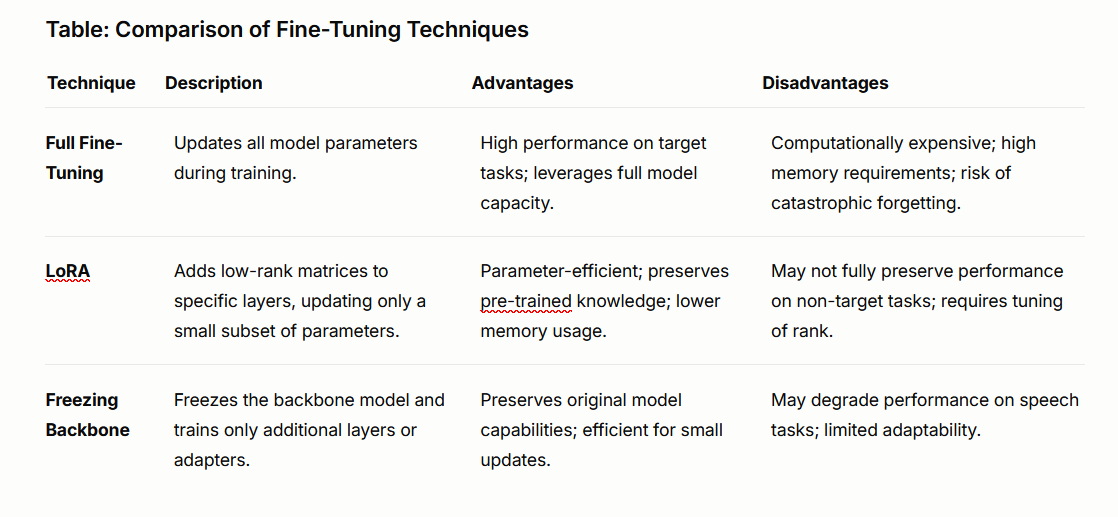 Table: Comparison of Fine-Tuning Techniques
Technique Description Advantages Disadvantages
Full Fine- Updates all model parameters High performance on target Computationally expensive; high
Tuning during training. tasks; leverages full model memory requirements; risk of
capacity. catastrophic forgetting.
LoRA Adds low-rank matrices to Parameter-efficient; preserves May not fully preserve performance
specific layers, updating only a pre-trained knowledge; lower on non-target tasks; requires tuning
small subset of parameters. memory usage. of rank.
Freezing Freezes the backbone model and Preserves original model May degrade performance on speech
Backbone trains only additional layers or capabilities; efficient for small tasks; limited adaptability.
adapters. updates.